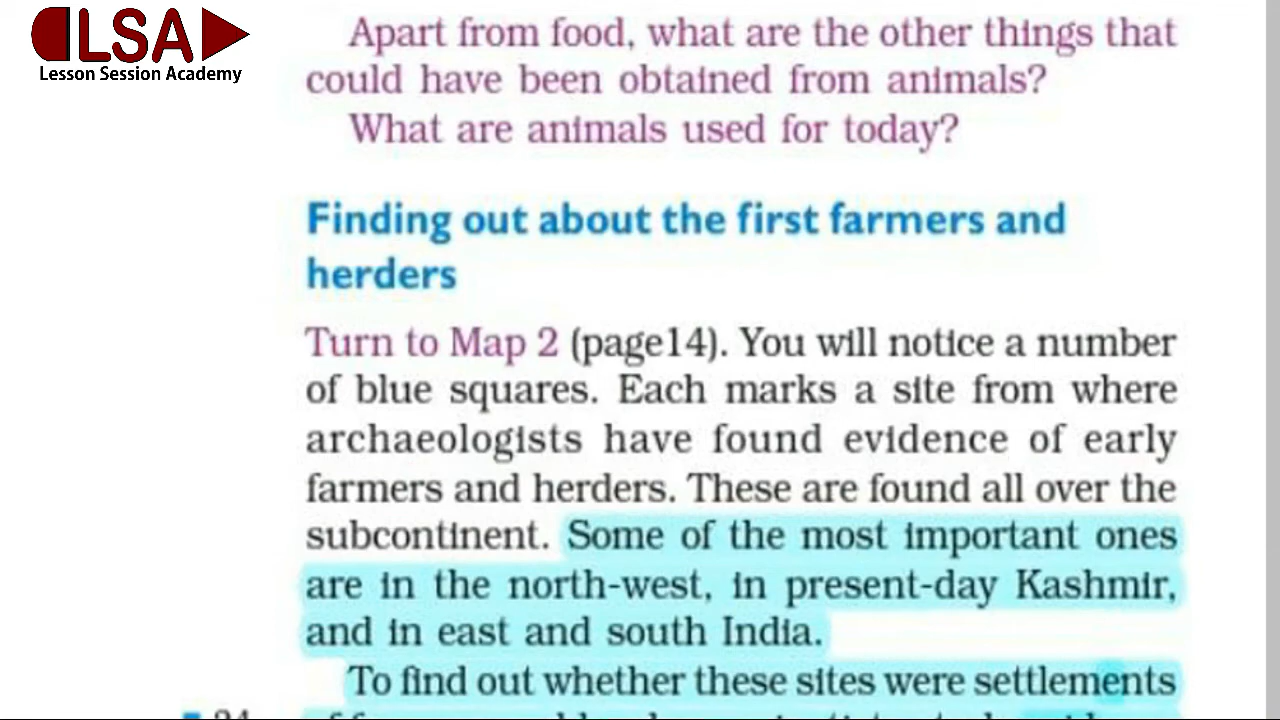 LSA
Lesson Session Academy
Apart from food, what are the other things that
could have been obtained from animals?
What are animals used for today?
Finding out about the first farmers and
herders
Turn to Map 2 (page14). You will notice a number
of blue squares. Each marks a site from where
archaeologists have found evidence of early
farmers and herders. These are found all over the
subcontinent. Some of the most important ones
are in the north-west, in present-day Kashmir,
and in east and south India.
To find out whether these sites were settlements